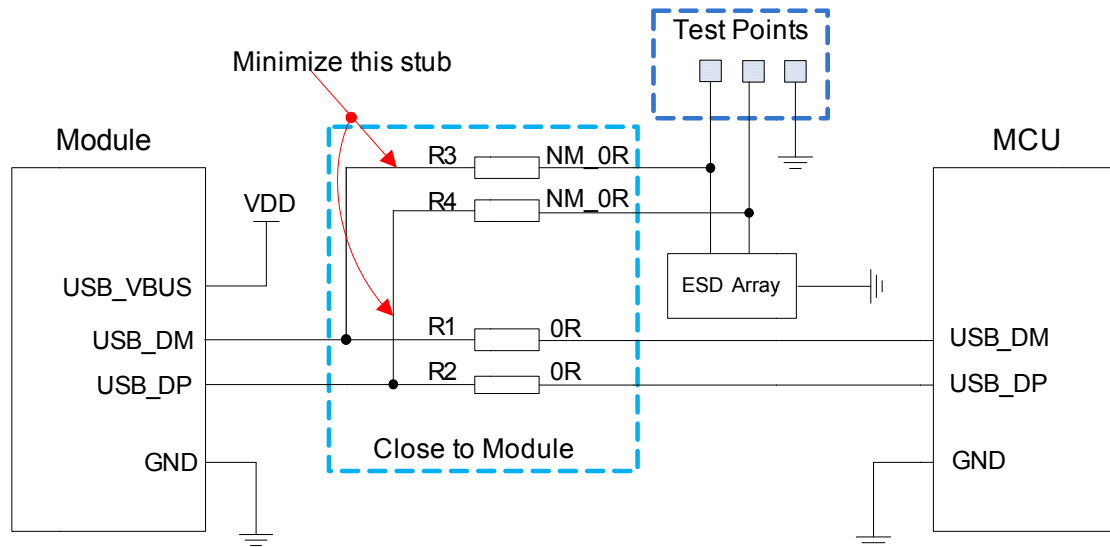 Test Points
Minimize this stub
Module
MCU
R3 NM_0R
VDD
R4 NM_0R
USB_VBUS
ESD Array
USB_DM
R1 0R
USB_DM
USB_DP
R2 0R
USB_DP
Close to Module
GND
GND